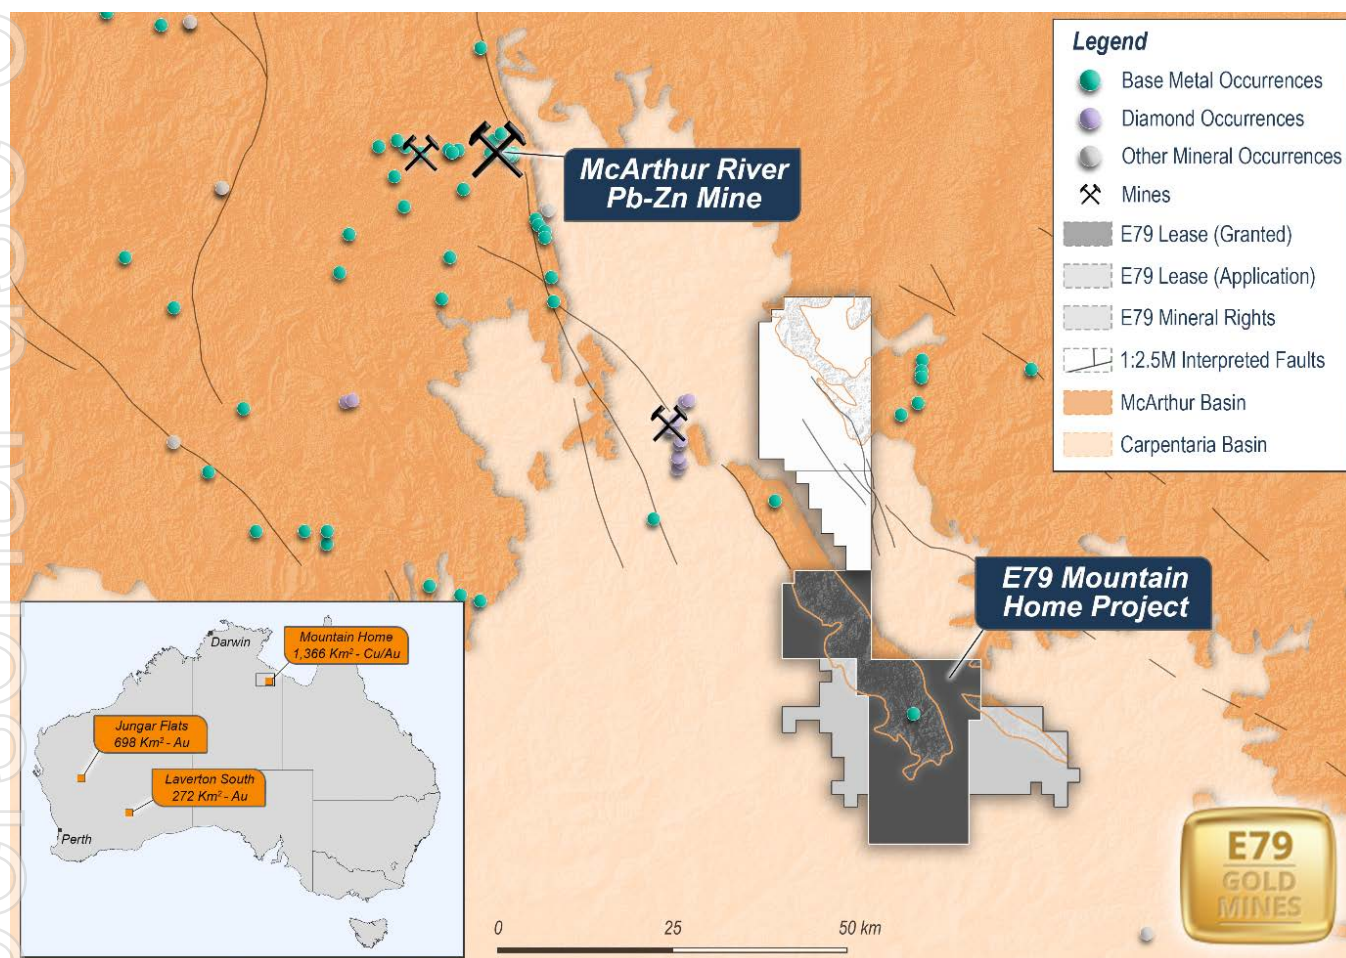 Legend
Base Metal Occurrences
Diamond Occurrences
Other Mineral Occurrences
Mines
E79 Lease (Granted)
E79 Lease (Application)
E79 Mineral Rights
1:2.5M Interpreted Faults
McArthur Basin
Carpentaria Basin
McArthur River
Pb-Zn Mine
E79 Mountain
Home Project
Darwin
Mountain Home
1,366 Km² - Cu/Au
Jungar Flats
698 Km² - Au
Laverton South
272 Km² - Au
Perth
0
25
50 km
E79
GOLD
MINES